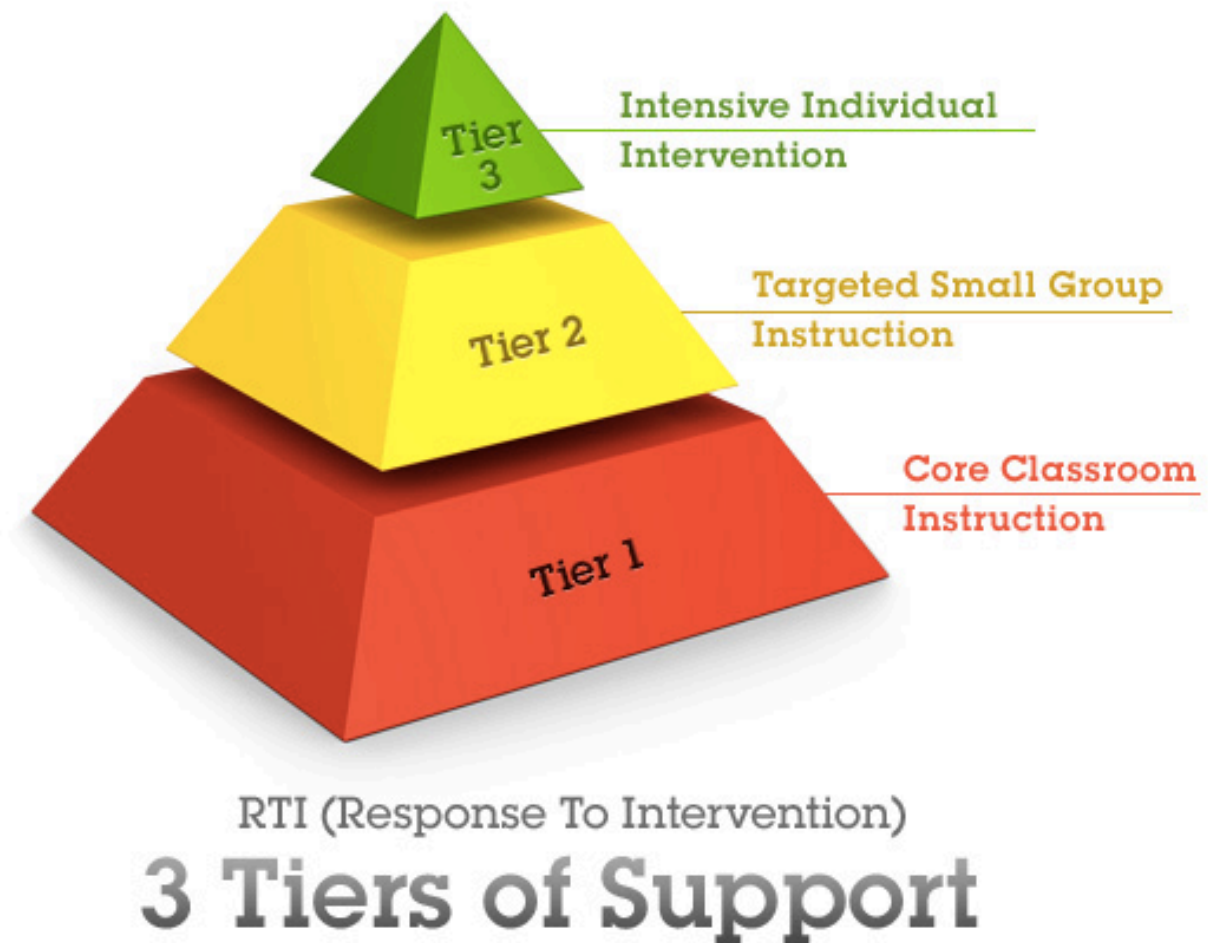 Tier
3
Intensive Individual
Intervention
Tier 2
Targeted Small Group
Instruction
Tier 1
Core Classroom
Instruction
RTI (Response To Intervention)
3 Tiers of Support